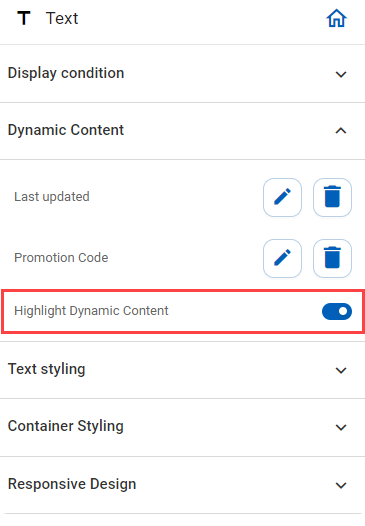 Text
Display condition
Dynamic Content
Last updated
Promotion Code
Highlight Dynamic Content
Text styling
Container Styling
Responsive Design